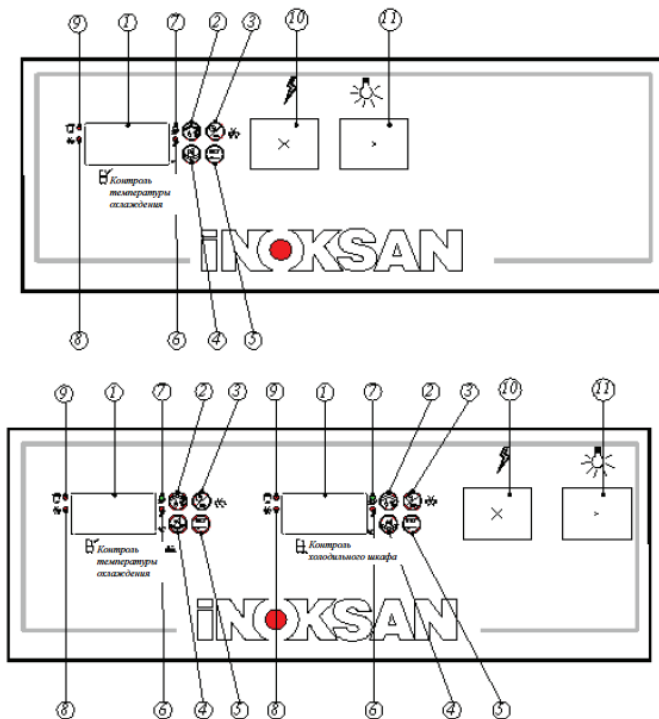 9 1 7 2 3 10 11
Контроль
температуры
охлаждения
iNOKSAN
8 6 4 5
9 1 7 2 3 9 1 7 2 3 10 11
Контроль
температуры
охлаждения
Контроль
холодильного шкафа
iNOKSAN
8 6 4 5 8 6 4 5